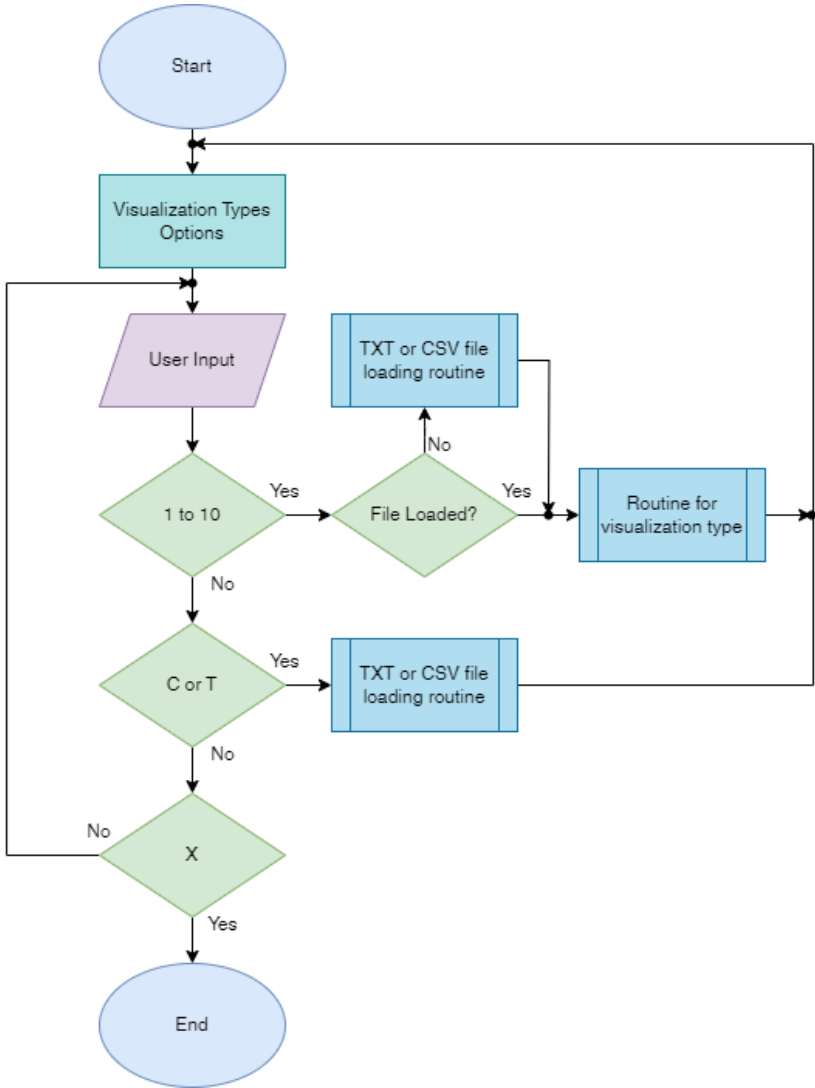 Start
Visualization Types
Options
User Input
TXT or CSV file
loading routine
No
1 to 10
Yes
File Loaded?
Yes
Routine for
visualization type
No
C or T
Yes
TXT or CSV file
loading routine
No
No
X
Yes
End